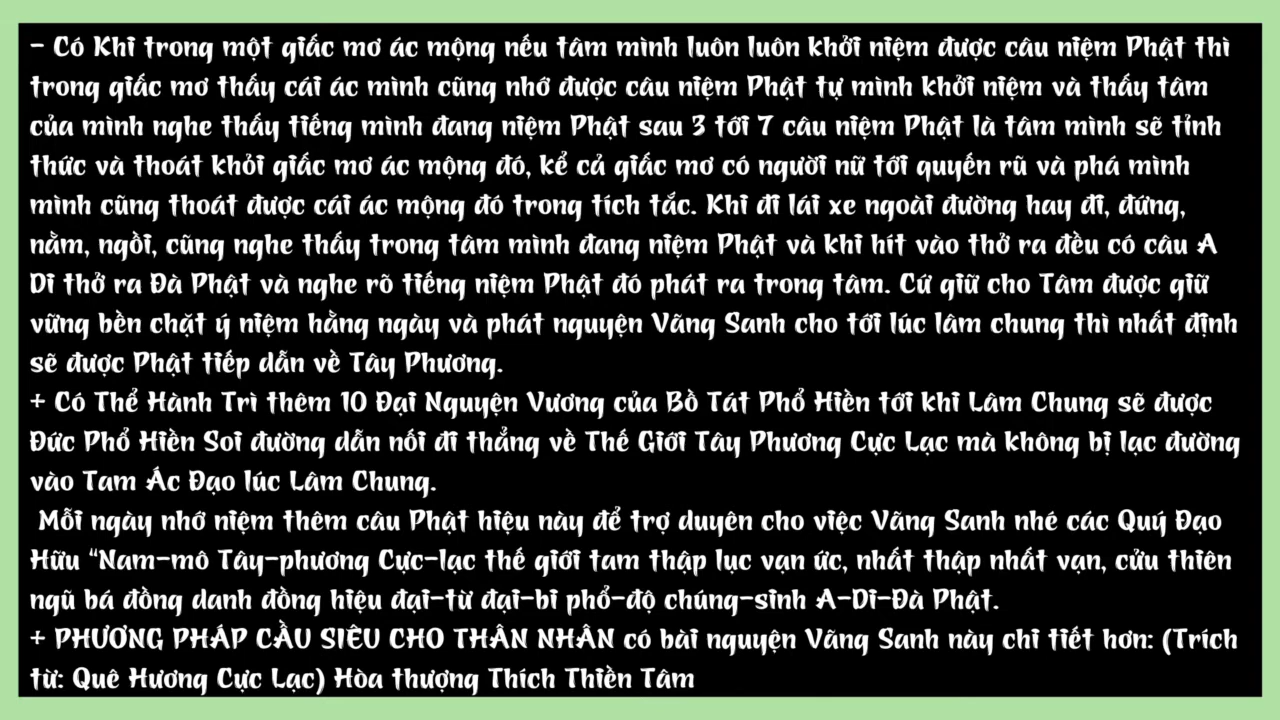 - Có Khi trong một giấc mơ ác mộng nếu tâm mình luôn luôn khởi niệm được câu niệm Phật thì
trong giấc mơ thấy cái ác mình cũng nhớ được câu niệm Phật tự mình khởi niệm và thấy tâm
của mình nghe thấy tiếng mình đang niệm Phật sau 3 tới 7 câu niệm Phật là tâm mình sẽ tỉnh
thức và thoát khỏi giấc mơ ác mộng đó, kể cả giấc mơ có người nữ tới quyến rũ và phá mình
mình cũng thoát được cái ác mộng đó trong tích tắc. Khi đi lái xe ngoài đường hay đi, đứng,
nằm, ngồi, cũng nghe thấy trong tâm mình đang niệm Phật và khi hít vào thở ra đều có câu A
Di thở ra Đà Phật và nghe rõ tiếng niệm Phật đó phát ra trong tâm. Cứ giữ cho Tâm được giữ
vững bền chặt ý niệm hằng ngày và phát nguyện Vãng Sanh cho tới lúc lâm chung thì nhất định
sẽ được Phật tiếp dẫn về Tây Phương.
+ Có Thể Hành Trì thêm 10 Đại Nguyện Vương của Bồ Tát Phổ Hiền tới khi Lâm Chung sẽ được
Đức Phổ Hiền Soi đường dẫn nối đi thẳng về Thế Giới Tây Phương Cực Lạc mà không bị lạc đường
vào Tam Ác Đạo lúc Lâm Chung.
Mỗi ngày nhớ niệm thêm câu Phật hiệu này để trợ duyên cho việc Vãng Sanh nhé các Quý Đạo
Hữu “Nam-mô Tây-phương Cực-lạc thế giới tam thập lục vạn ức, nhất thập nhất vạn, cửu thiên
ngũ bá đồng danh đồng hiệu đại-từ đại-bi phổ-độ chúng-sinh A-Di-Đà Phật.
+ PHƯƠNG PHÁP CẦU SIÊU CHO THÂN NHÂN có bài nguyện Vãng Sanh này chi tiết hơn: (Trích
từ: Quê Hương Cực Lạc) Hòa thượng Thích Thiền Tâm